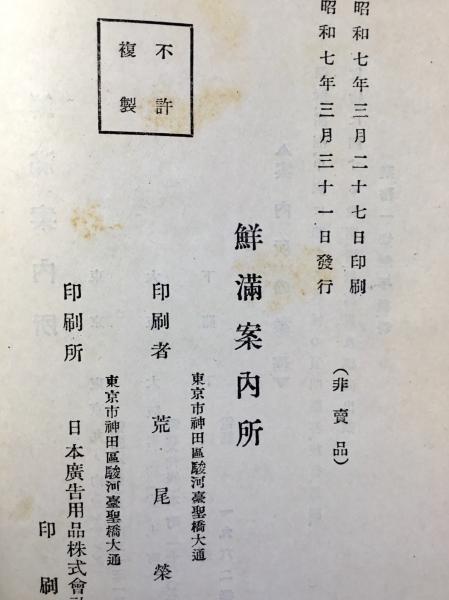 昭和七年三月二十七日印刷
昭和七年三月三十一日發行
(非賣品)
不許
複製
鮮滿案內所
東京市神田區駿河臺聖橋大通
印刷者 荒尾榮
東京市神田區駿河臺聖橋大通
印刷所 日本廣告用品株式會社
印刷